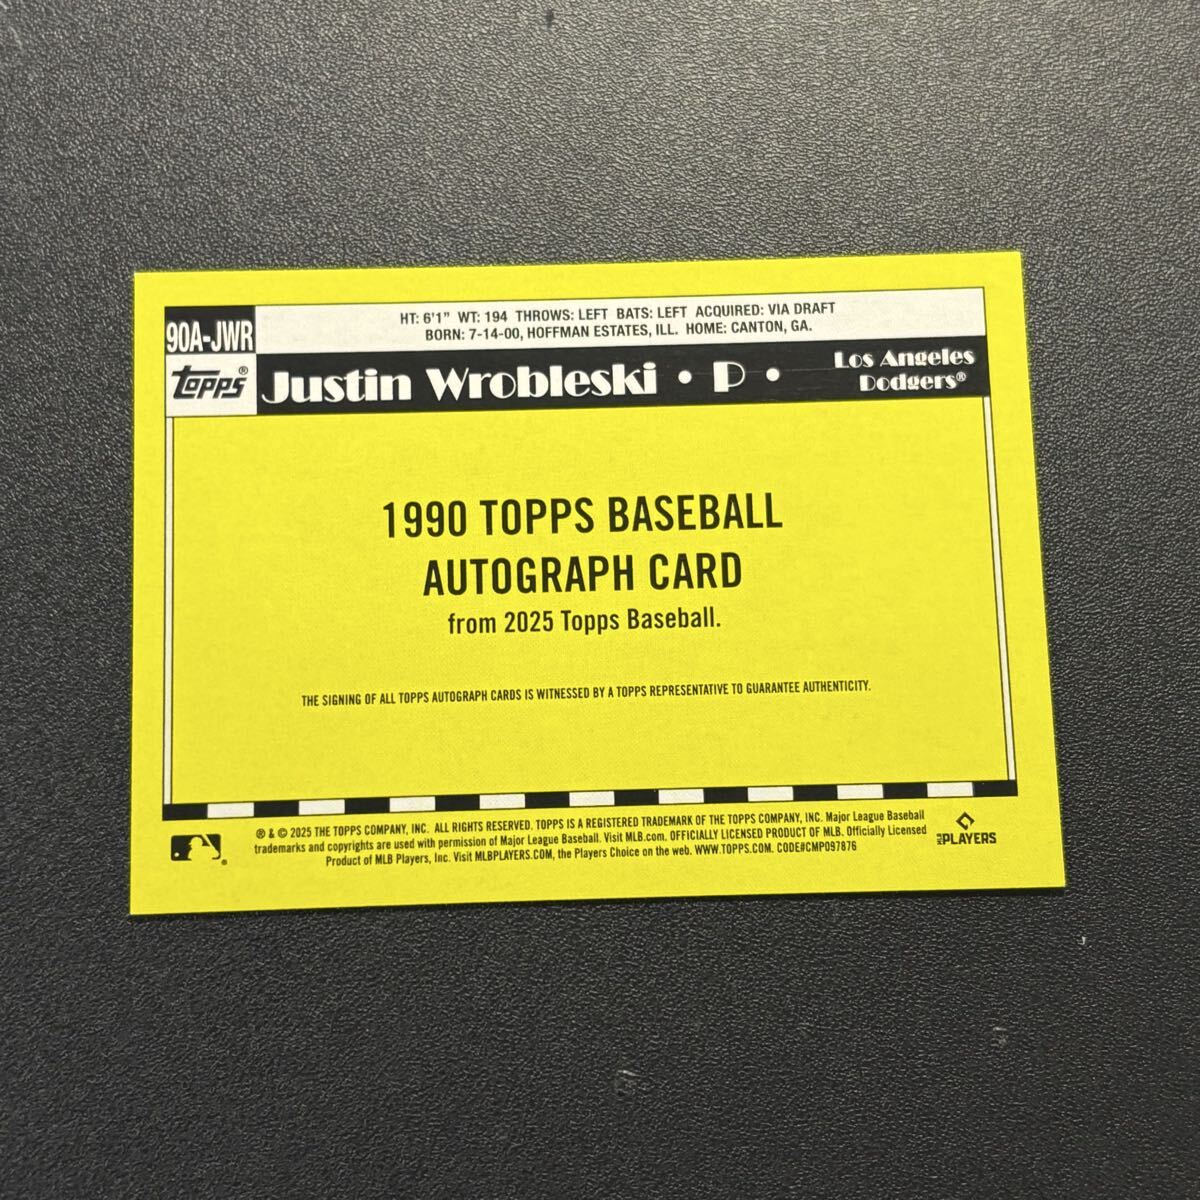 90A-JWR
HT: 6'1" WT: 194 THROWS: LEFT BATS: LEFT ACQUIRED: VIA DRAFT
BORN: 7-14-00, HOFFMAN ESTATES, ILL. HOME: CANTON, GA.
TOPPS® Justin Wrobleski • P •
Los Angeles
Dodgers®
1990 TOPPS BASEBALL
AUTOGRAPH CARD
from 2025 Topps Baseball.
THE SIGNING OF ALL TOPPS AUTOGRAPH CARDS IS WITNESSED BY A TOPPS REPRESENTATIVE TO GUARANTEE AUTHENTICITY.
® & © 2025 THE TOPPS COMPANY, INC. ALL RIGHTS RESERVED. TOPPS IS A REGISTERED TRADEMARK OF THE TOPPS COMPANY, INC. Major League Baseball
trademarks and copyrights are used with permission of Major League Baseball. Visit MLB.com. OFFICIALLY LICENSED PRODUCT OF MLB. Officially Licensed
Product of MLB Players, Inc. Visit MLBPLAYERS.COM, the Players Choice on the web. WWW.TOPPS.COM. CODE#CMP097876
MLB PLAYERS